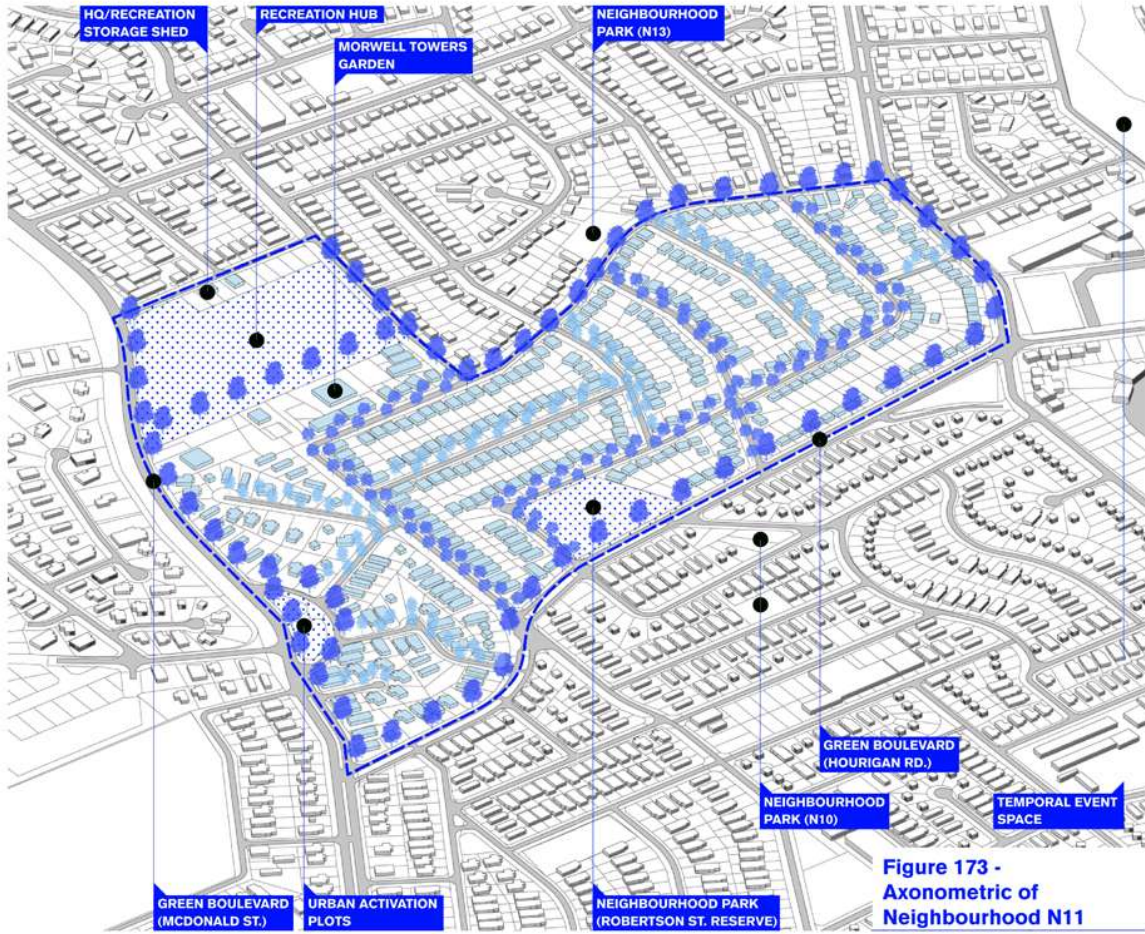 HQ/RECREATION
STORAGE SHED
RECREATION HUB
MORWELL TOWERS
GARDEN
NEIGHBOURHOOD
PARK (N13)
GREEN BOULEVARD
(HOURIGAN RD.)
NEIGHBOURHOOD
PARK (N10)
TEMPORAL EVENT
SPACE
GREEN BOULEVARD
(MCDONALD ST.)
URBAN ACTIVATION
PLOTS
NEIGHBOURHOOD PARK
(ROBERTSON ST. RESERVE)
Figure 173 -
Axonometric of
Neighbourhood N11